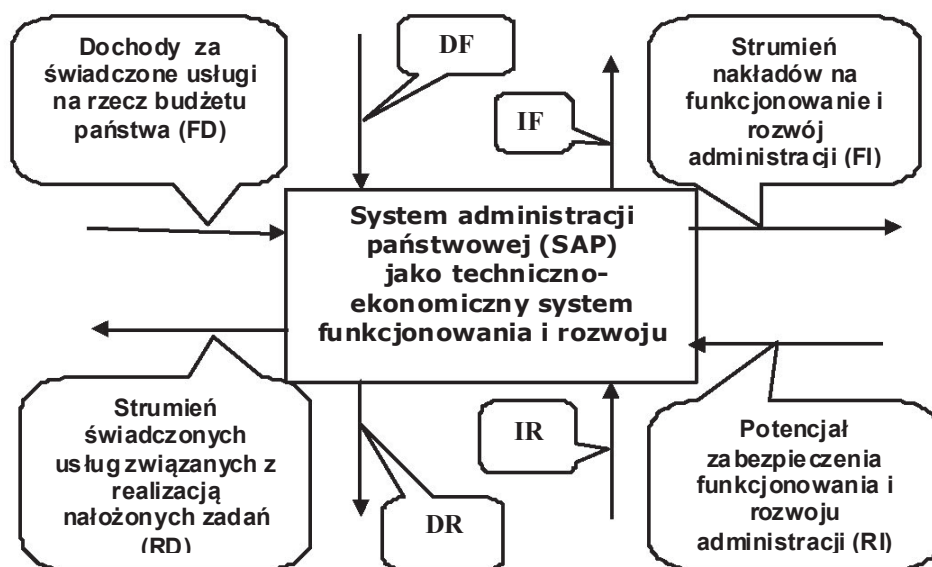 Dochody za
świadczone usługi
na rzecz budżetu
państwa (FD)
DF
IF
Strumień
nakładów na
funkcjonowanie i
rozwój
administracji (FI)
System administracji
państwowej (SAP)
jako techniczno-
ekonomiczny system
funkcjonowania i rozwoju
Strumień
świadczonych
usług związanych z
realizacją
nałożonych zadań
(RD)
DR
IR
Potencjał
zabezpieczenia
funkcjonowania i
rozwoju
administracji (RI)